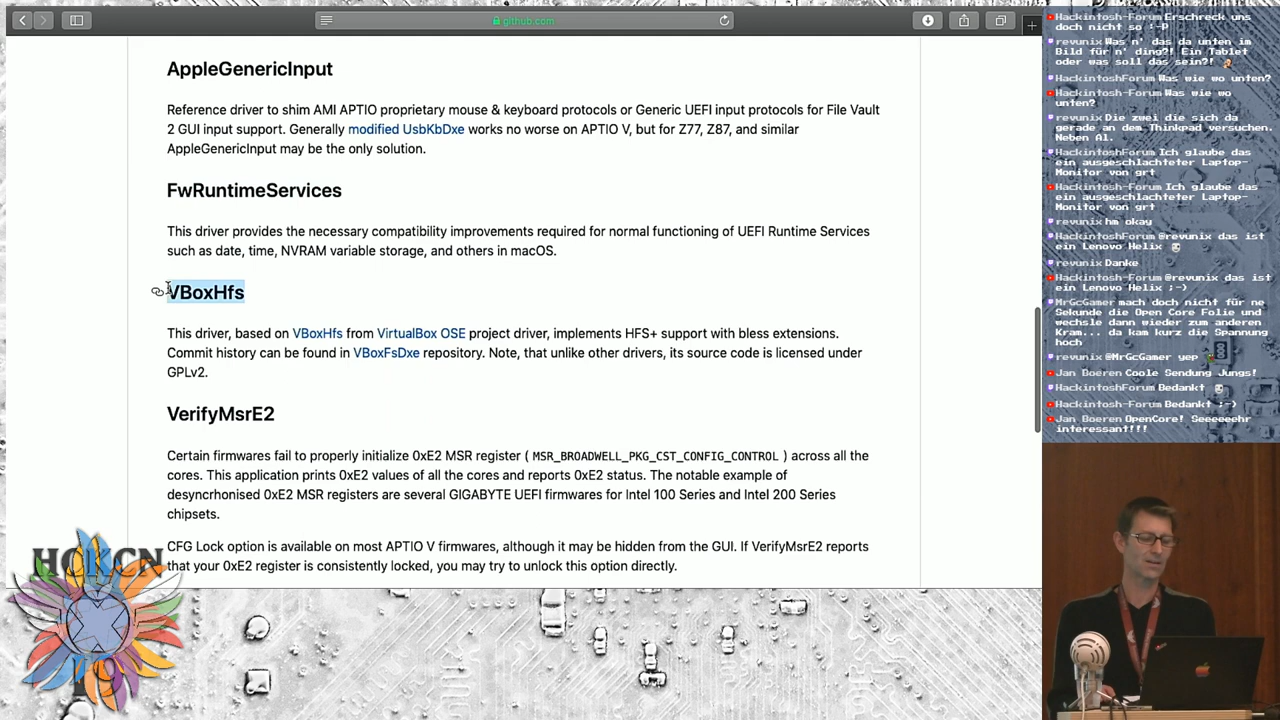 github.com
AppleGenericInput
Reference driver to shim AMI APTIO proprietary mouse & keyboard protocols or Generic UEFI input protocols for File Vault
2 GUI input support. Generally modified UsbKbDxe works no worse on APTIO V, but for Z77, Z87, and similar
AppleGenericInput may be the only solution.
FwRuntimeServices
This driver provides the necessary compatibility improvements required for normal functioning of UEFI Runtime Services
such as date, time, NVRAM variable storage, and others in macOS.
VBoxHfs
This driver, based on VBoxHfs from VirtualBox OSE project driver, implements HFS+ support with bless extensions.
Commit history can be found in VBoxFsDxe repository. Note, that unlike other drivers, its source code is licensed under
GPLv2.
VerifyMsrE2
Certain firmwares fail to properly initialize 0xE2 MSR register ( MSR_BROADWELL_PKG_CST_CONFIG_CONTROL ) across all the
cores. This application prints 0xE2 values of all the cores and reports 0xE2 status. The notable example of
desyncrhonised 0xE2 MSR registers are several GIGABYTE UEFI firmwares for Intel 100 Series and Intel 200 Series
chipsets.
CFG Lock option is available on most APTIO V firmwares, although it may be hidden from the GUI. If VerifyMsrE2 reports
that your 0xE2 register is consistently locked, you may try to unlock this option directly.
HCKCN
19
Hackintosh-Forum Erschreck uns
doch nicht so :-P
revunix Was n' das da unten im
Bild für n' ding?! Ein Tablet
oder was soll das sein?!
HackintoshForum Was wie wo unten?
Hackintosh-Forum Was wie wo
unten?
revunix Die zwei die sich da
gerade an dem Thinkpad versuchen.
Neben Al.
HackintoshForum Ich glaube das
ein ausgeschlachteter Laptop-
Monitor von grt
Hackintosh-Forum Ich glaube das
ein ausgeschlachteter Laptop-
Monitor von grt
revunix hm okay
HackintoshForum @revunix das ist
ein Lenovo Helix
revunix Danke
Hackintosh-Forum @revunix das ist
ein Lenovo Helix ;-)
MrGcGamer mach doch nicht für ne
Sekunde die Open Core Folie und
wechsle dann wieder zum anderen
Kram... da kam kurz die Spannung
hoch
revunix @MrGcGamer yep
Jan Boeren Coole Sendung Jungs!
HackintoshForum Bedankt
Hackintosh-Forum Bedankt ;-)
Jan Boeren OpenCore! Seeeeeehr
interessant!!!